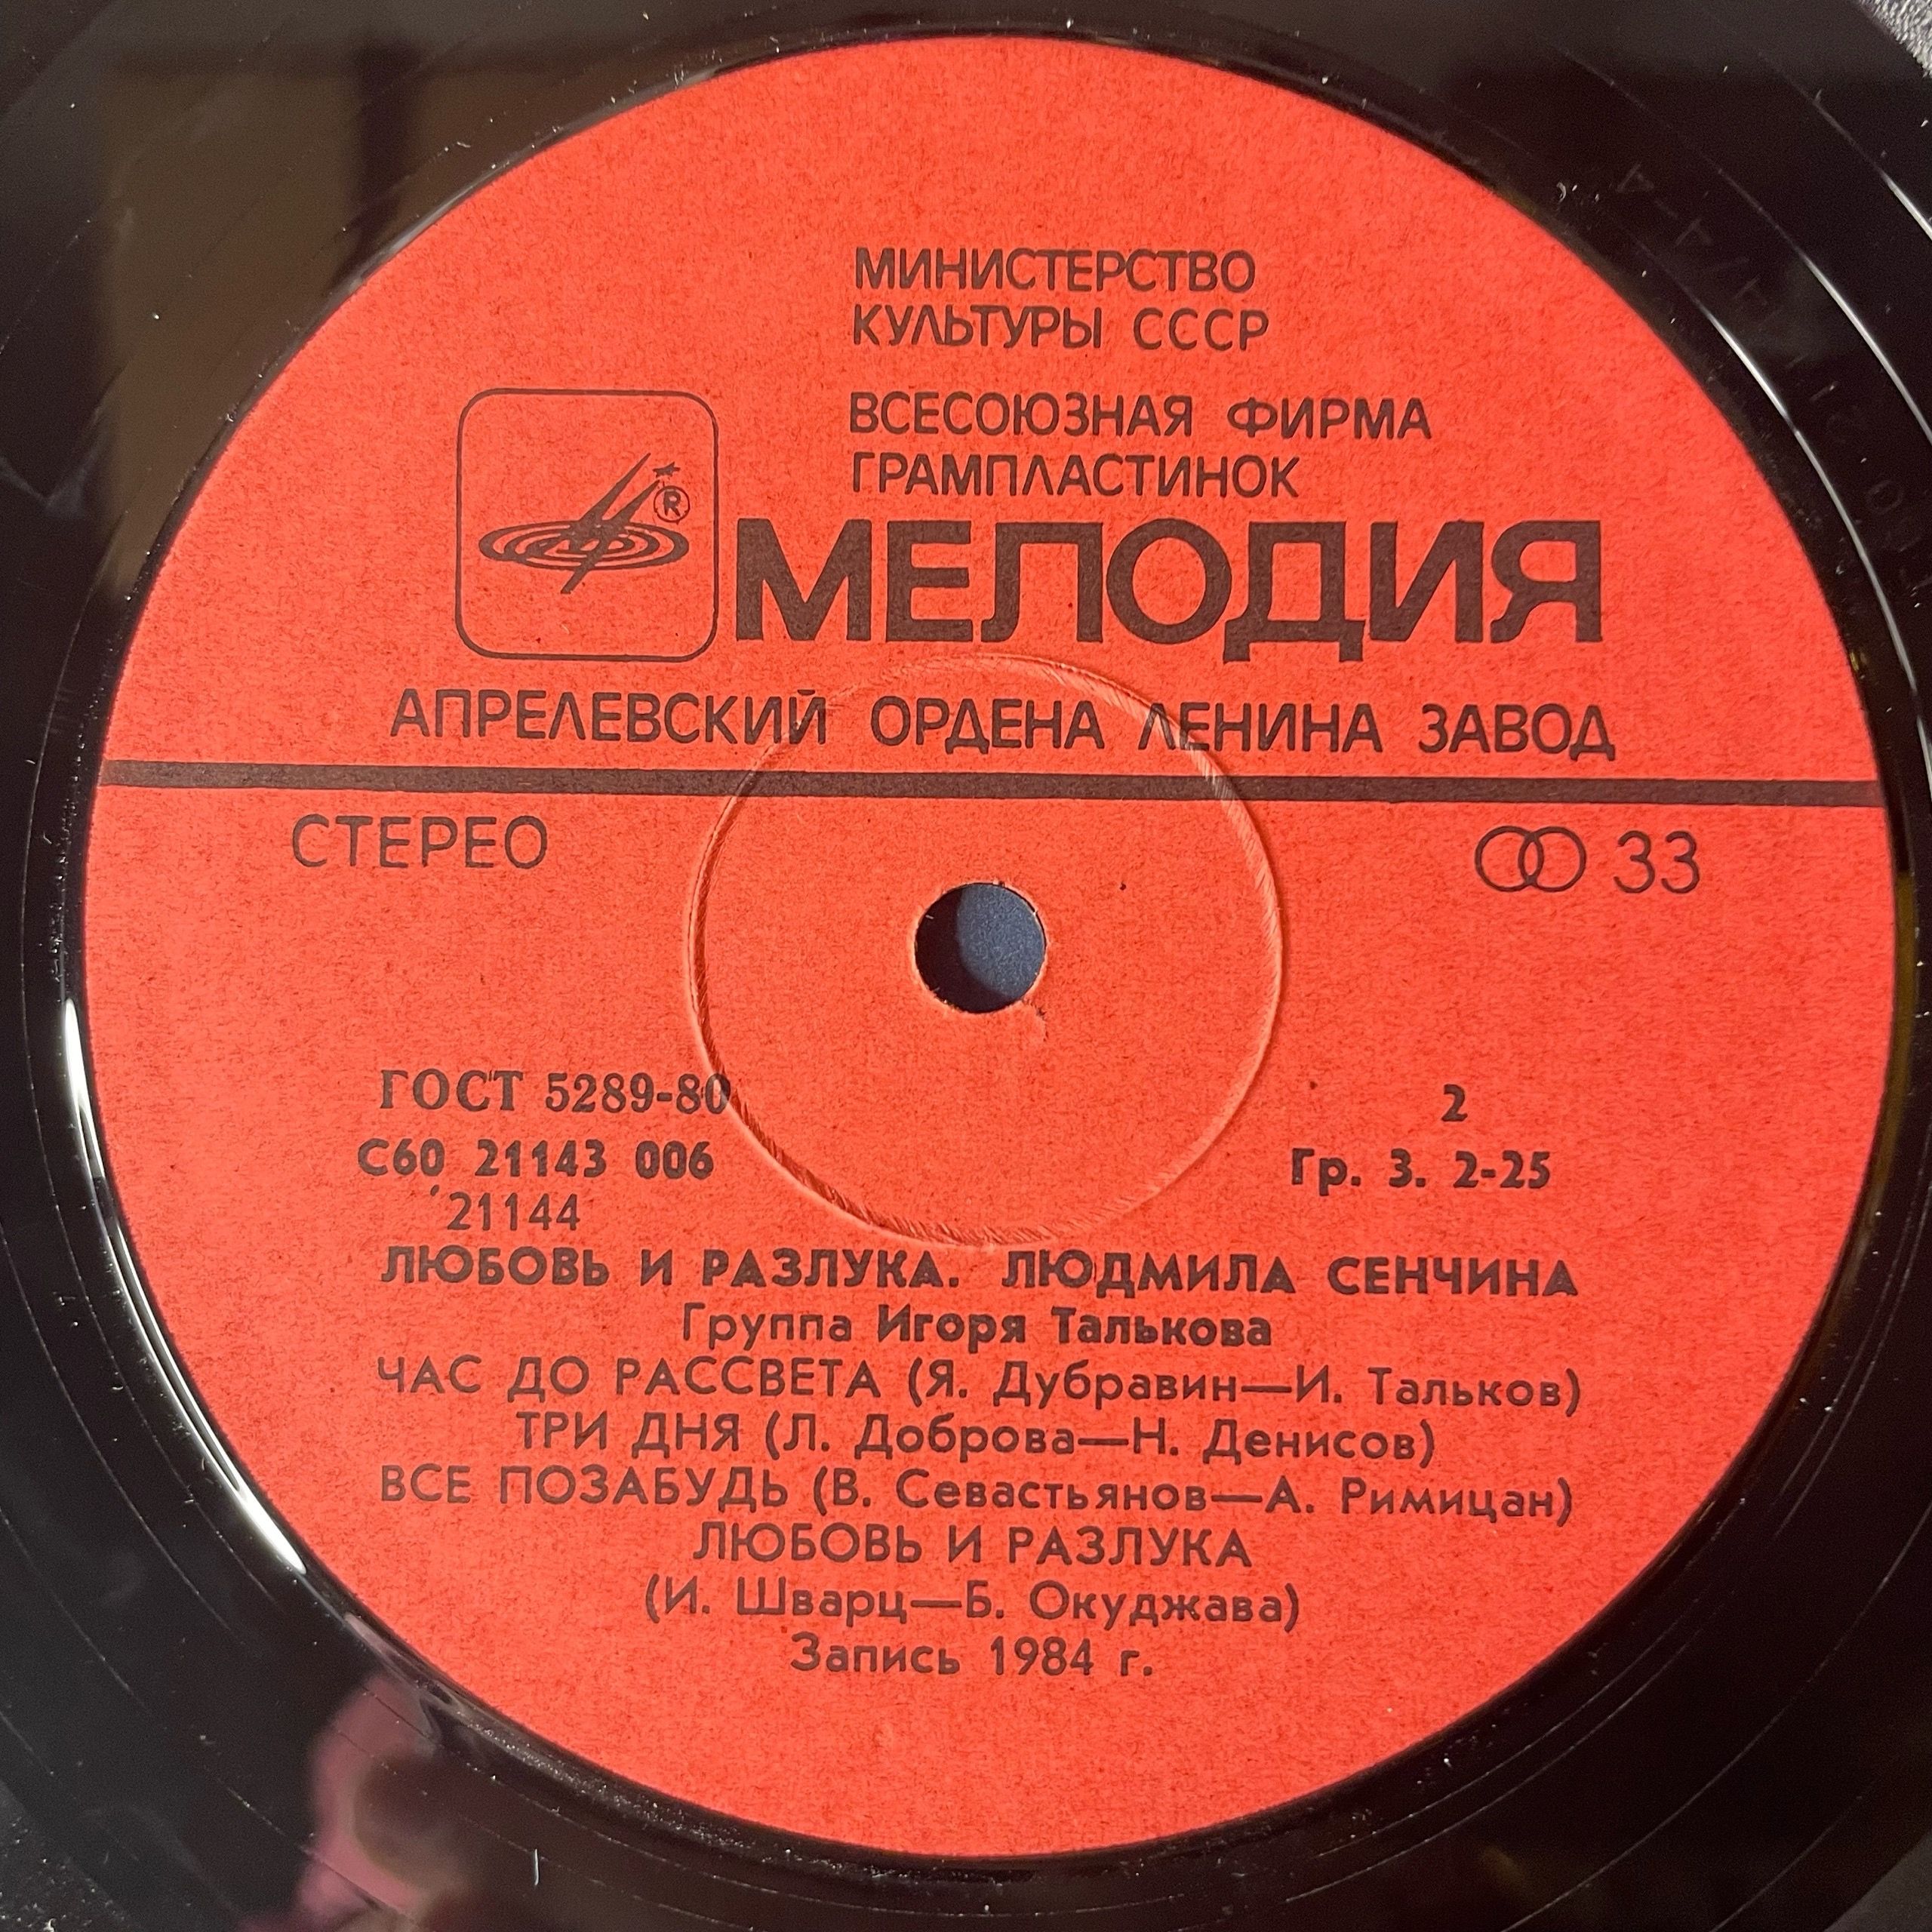 МИНИСТЕРСТВО
КУЛЬТУРЫ СССР
ВСЕСОЮЗНАЯ ФИРМА
ГРАМПЛАСТИНОК
®
МЕЛОДИЯ
АПРЕЛЕВСКИЙ ОРДЕНА ЛЕНИНА ЗАВОД
СТЕРЕО
33
ГОСТ 5289-80
2
С60 21143 006
Гр. 3. 2-25
21144
ЛЮБОВЬ И РАЗЛУКА. ЛЮДМИЛА СЕНЧИНА
Группа Игоря Талькова
ЧАС ДО РАССВЕТА (Я. Дубравин—И. Тальков)
ТРИ ДНЯ (Л. Доброва—Н. Денисов)
ВСЕ ПОЗАБУДЬ (В. Севастьянов—А. Римицан)
ЛЮБОВЬ И РАЗЛУКА
(И. Шварц—Б. Окуджава)
Запись 1984 г.